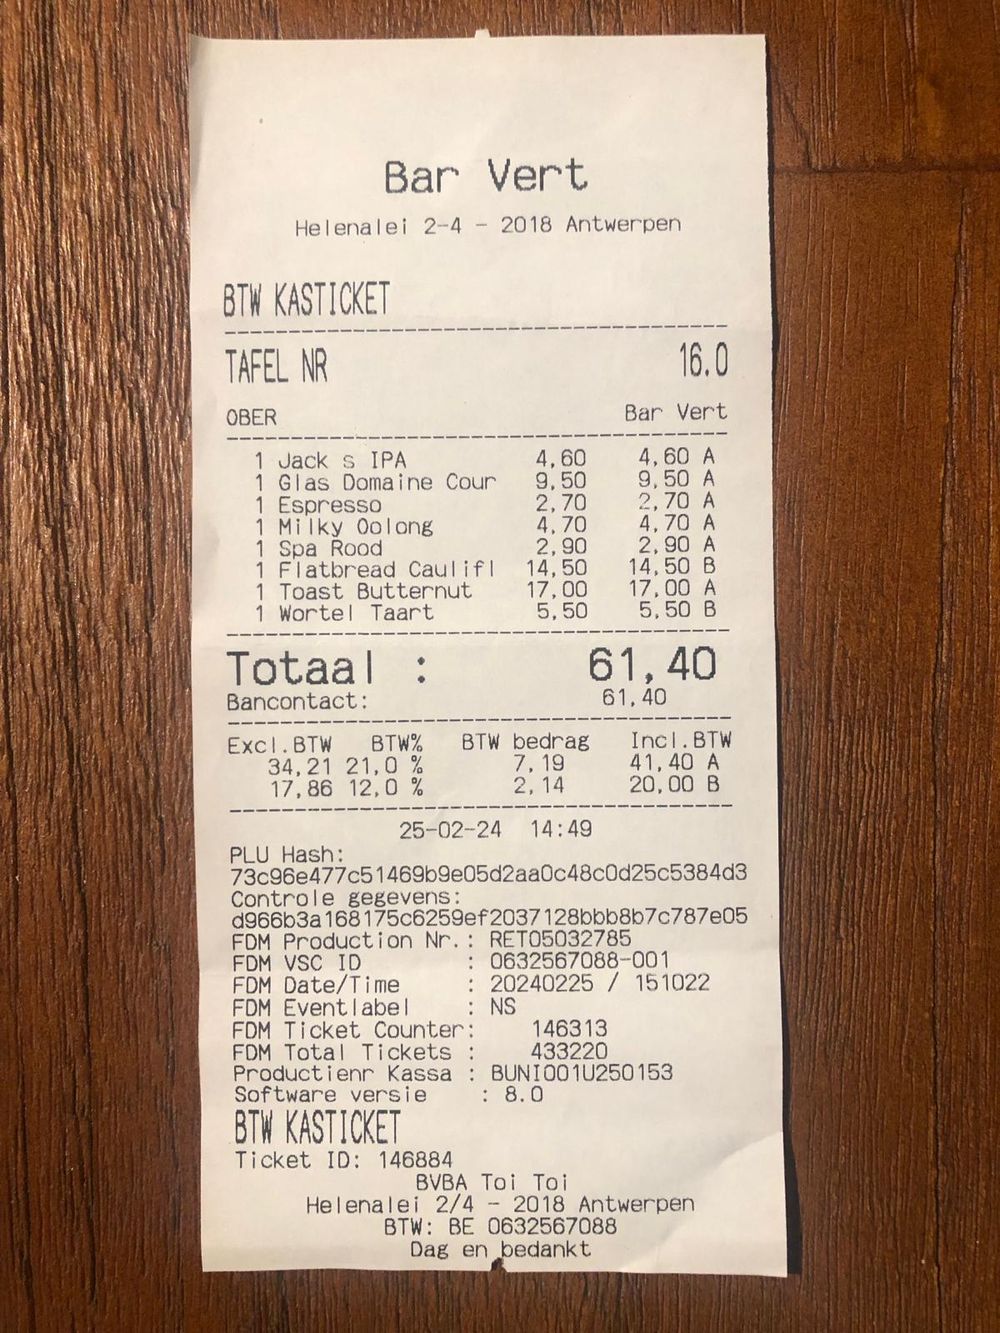 Bar Vert
Helenalei 2-4 - 2018 Antwerpen
BTW KASTICKET
TAFEL NR 16.0
OBER Bar Vert
1 Jack s IPA 4,60 4,60 A
1 Glas Domaine Cour 9,50 9,50 A
1 Espresso 2,70 2,70 A
1 Milky Oolong 4,70 4,70 A
1 Spa Rood 2,90 2,90 A
1 Flatbread Caulifl 14,50 14,50 B
1 Toast Butternut 17,00 17,00 A
1 Wortel Taart 5,50 5,50 B
Totaal : 61,40
Bancontact: 61,40
Excl.BTW BTW% BTW bedrag Incl.BTW
34,21 21,0 % 7,19 41,40 A
17,86 12,0 % 2,14 20,00 B
25-02-24 14:49
PLU Hash:
73c96e477c51469b9e05d2aa0c48c0d25c5384d3
Controle gegevens:
d966b3a168175c6259ef2037128bbb8b7c787e05
FDM Production Nr.: RET05032785
FDM VSC ID : 0632567088-001
FDM Date/Time : 20240225 / 151022
FDM Eventlabel : NS
FDM Ticket Counter: 146313
FDM Total Tickets : 433220
Productienr Kassa : BUNI001U250153
Software versie : 8.0
BTW KASTICKET
Ticket ID: 146884
BVBA Toi Toi
Helenalei 2/4 - 2018 Antwerpen
BTW: BE 0632567088
Dag en bedankt